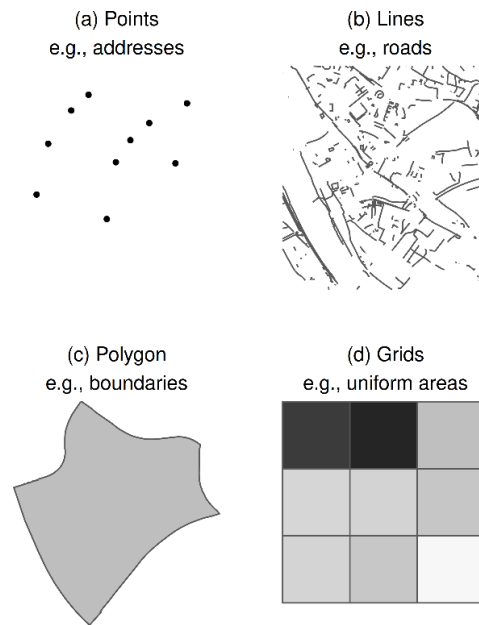 (a) Points
e.g., addresses
(b) Lines
e.g., roads
(c) Polygon
e.g., boundaries
(d) Grids
e.g., uniform areas